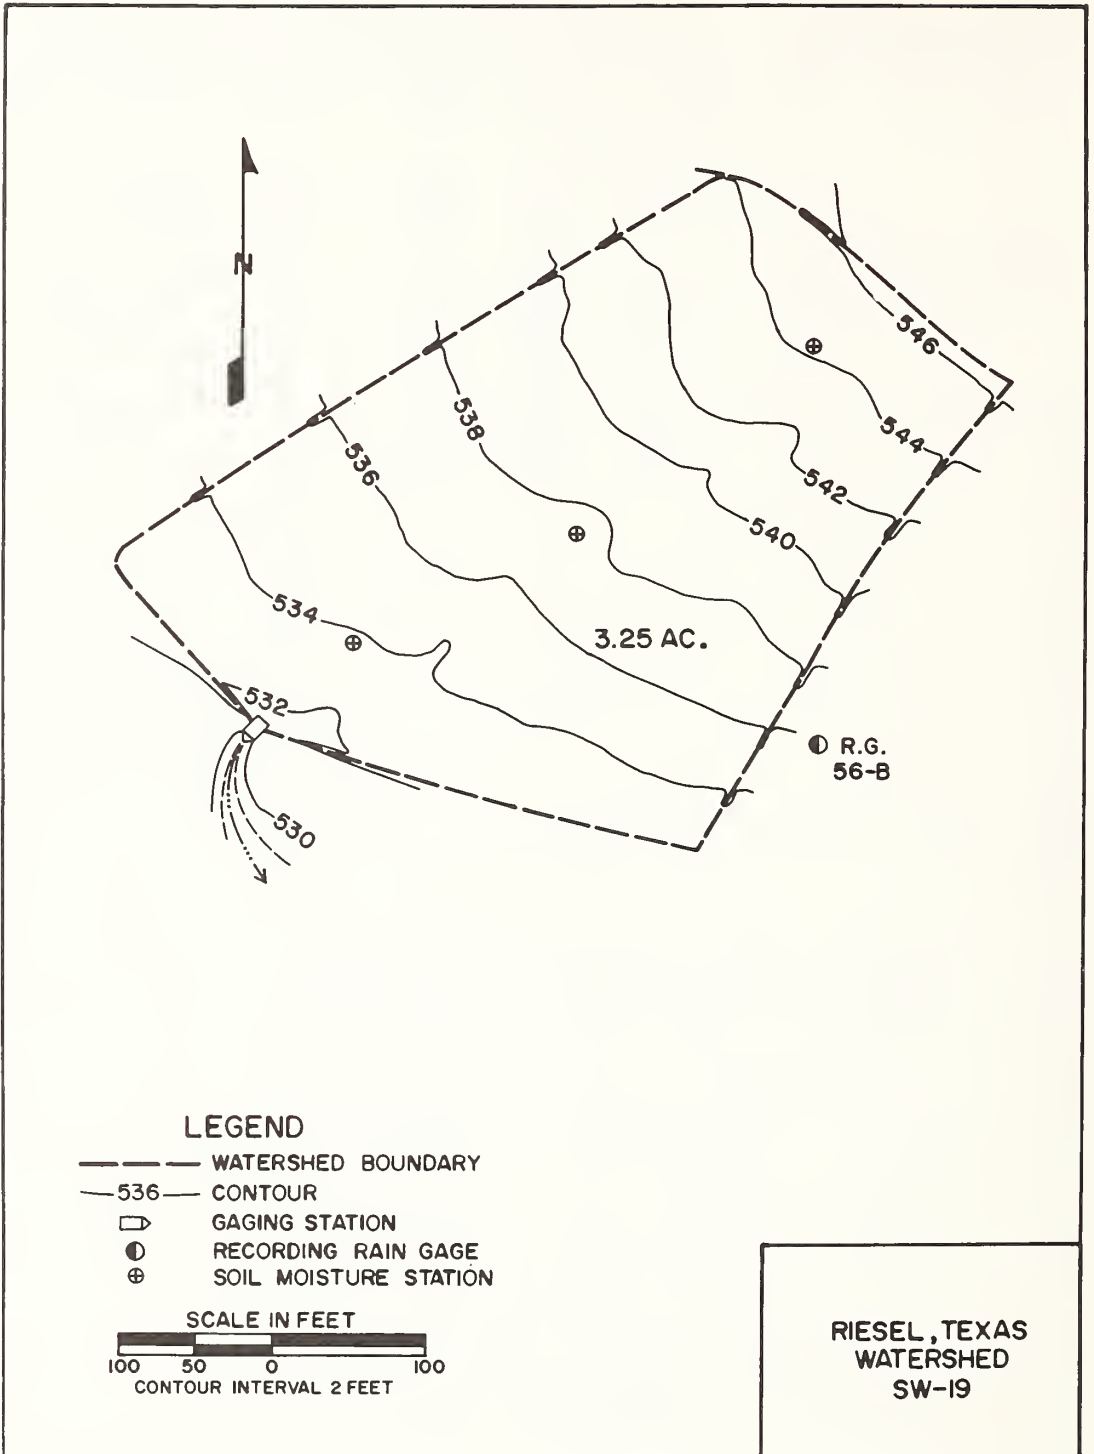 N
546
544
542
540
538
536
534
532
530
3.25 AC.
R.G.
56-B
LEGEND
WATERSHED BOUNDARY
536 CONTOUR
GAGING STATION
RECORDING RAIN GAGE
SOIL MOISTURE STATION
SCALE IN FEET
100 50 0 100
CONTOUR INTERVAL 2 FEET
RIESEL, TEXAS
WATERSHED
SW-19